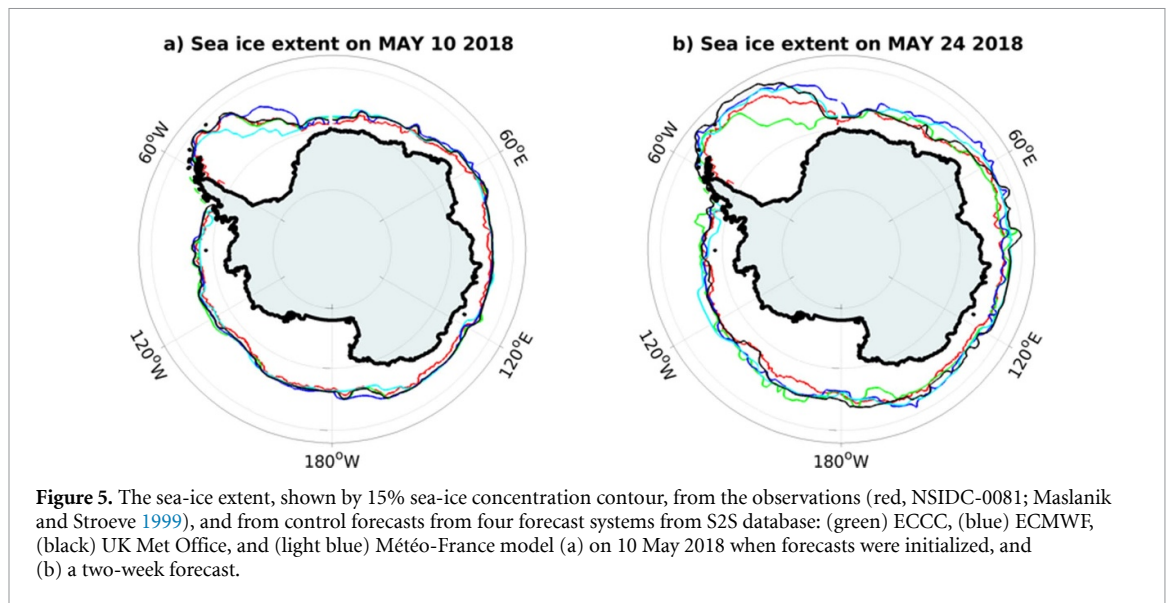 a) Sea ice extent on MAY 10 2018
b) Sea ice extent on MAY 24 2018
60°W
60°E
120°W
120°E
180°W
60°W
60°E
120°W
120°E
180°W
Figure 5. The sea-ice extent, shown by 15% sea-ice concentration contour, from the observations (red, NSIDC-0081; Maslanik
and Stroeve 1999), and from control forecasts from four forecast systems from S2S database: (green) ECCC, (blue) ECMWF,
(black) UK Met Office, and (light blue) Météo-France model (a) on 10 May 2018 when forecasts were initialized, and
(b) a two-week forecast.